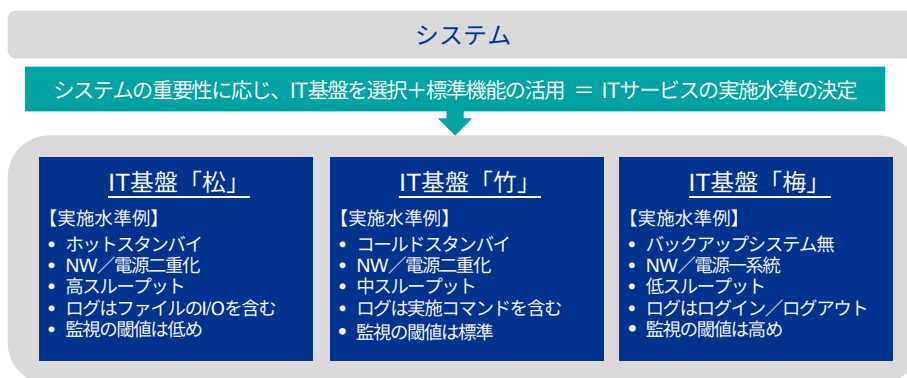 システム
システムの重要性に応じ、IT基盤を選択＋標準機能の活用 ＝ ITサービスの実施水準の決定
IT基盤「松」
【実施水準例】
• ホットスタンバイ
• NW／電源二重化
• 高スループット
• ログはファイルのI/Oを含む
• 監視の閾値は低め
IT基盤「竹」
【実施水準例】
• コールドスタンバイ
• NW／電源二重化
• 中スループット
• ログは実施コマンドを含む
• 監視の閾値は標準
IT基盤「梅」
【実施水準例】
• バックアップシステム無
• NW／電源一系統
• 低スループット
• ログはログイン／ログアウト
• 監視の閾値は高め